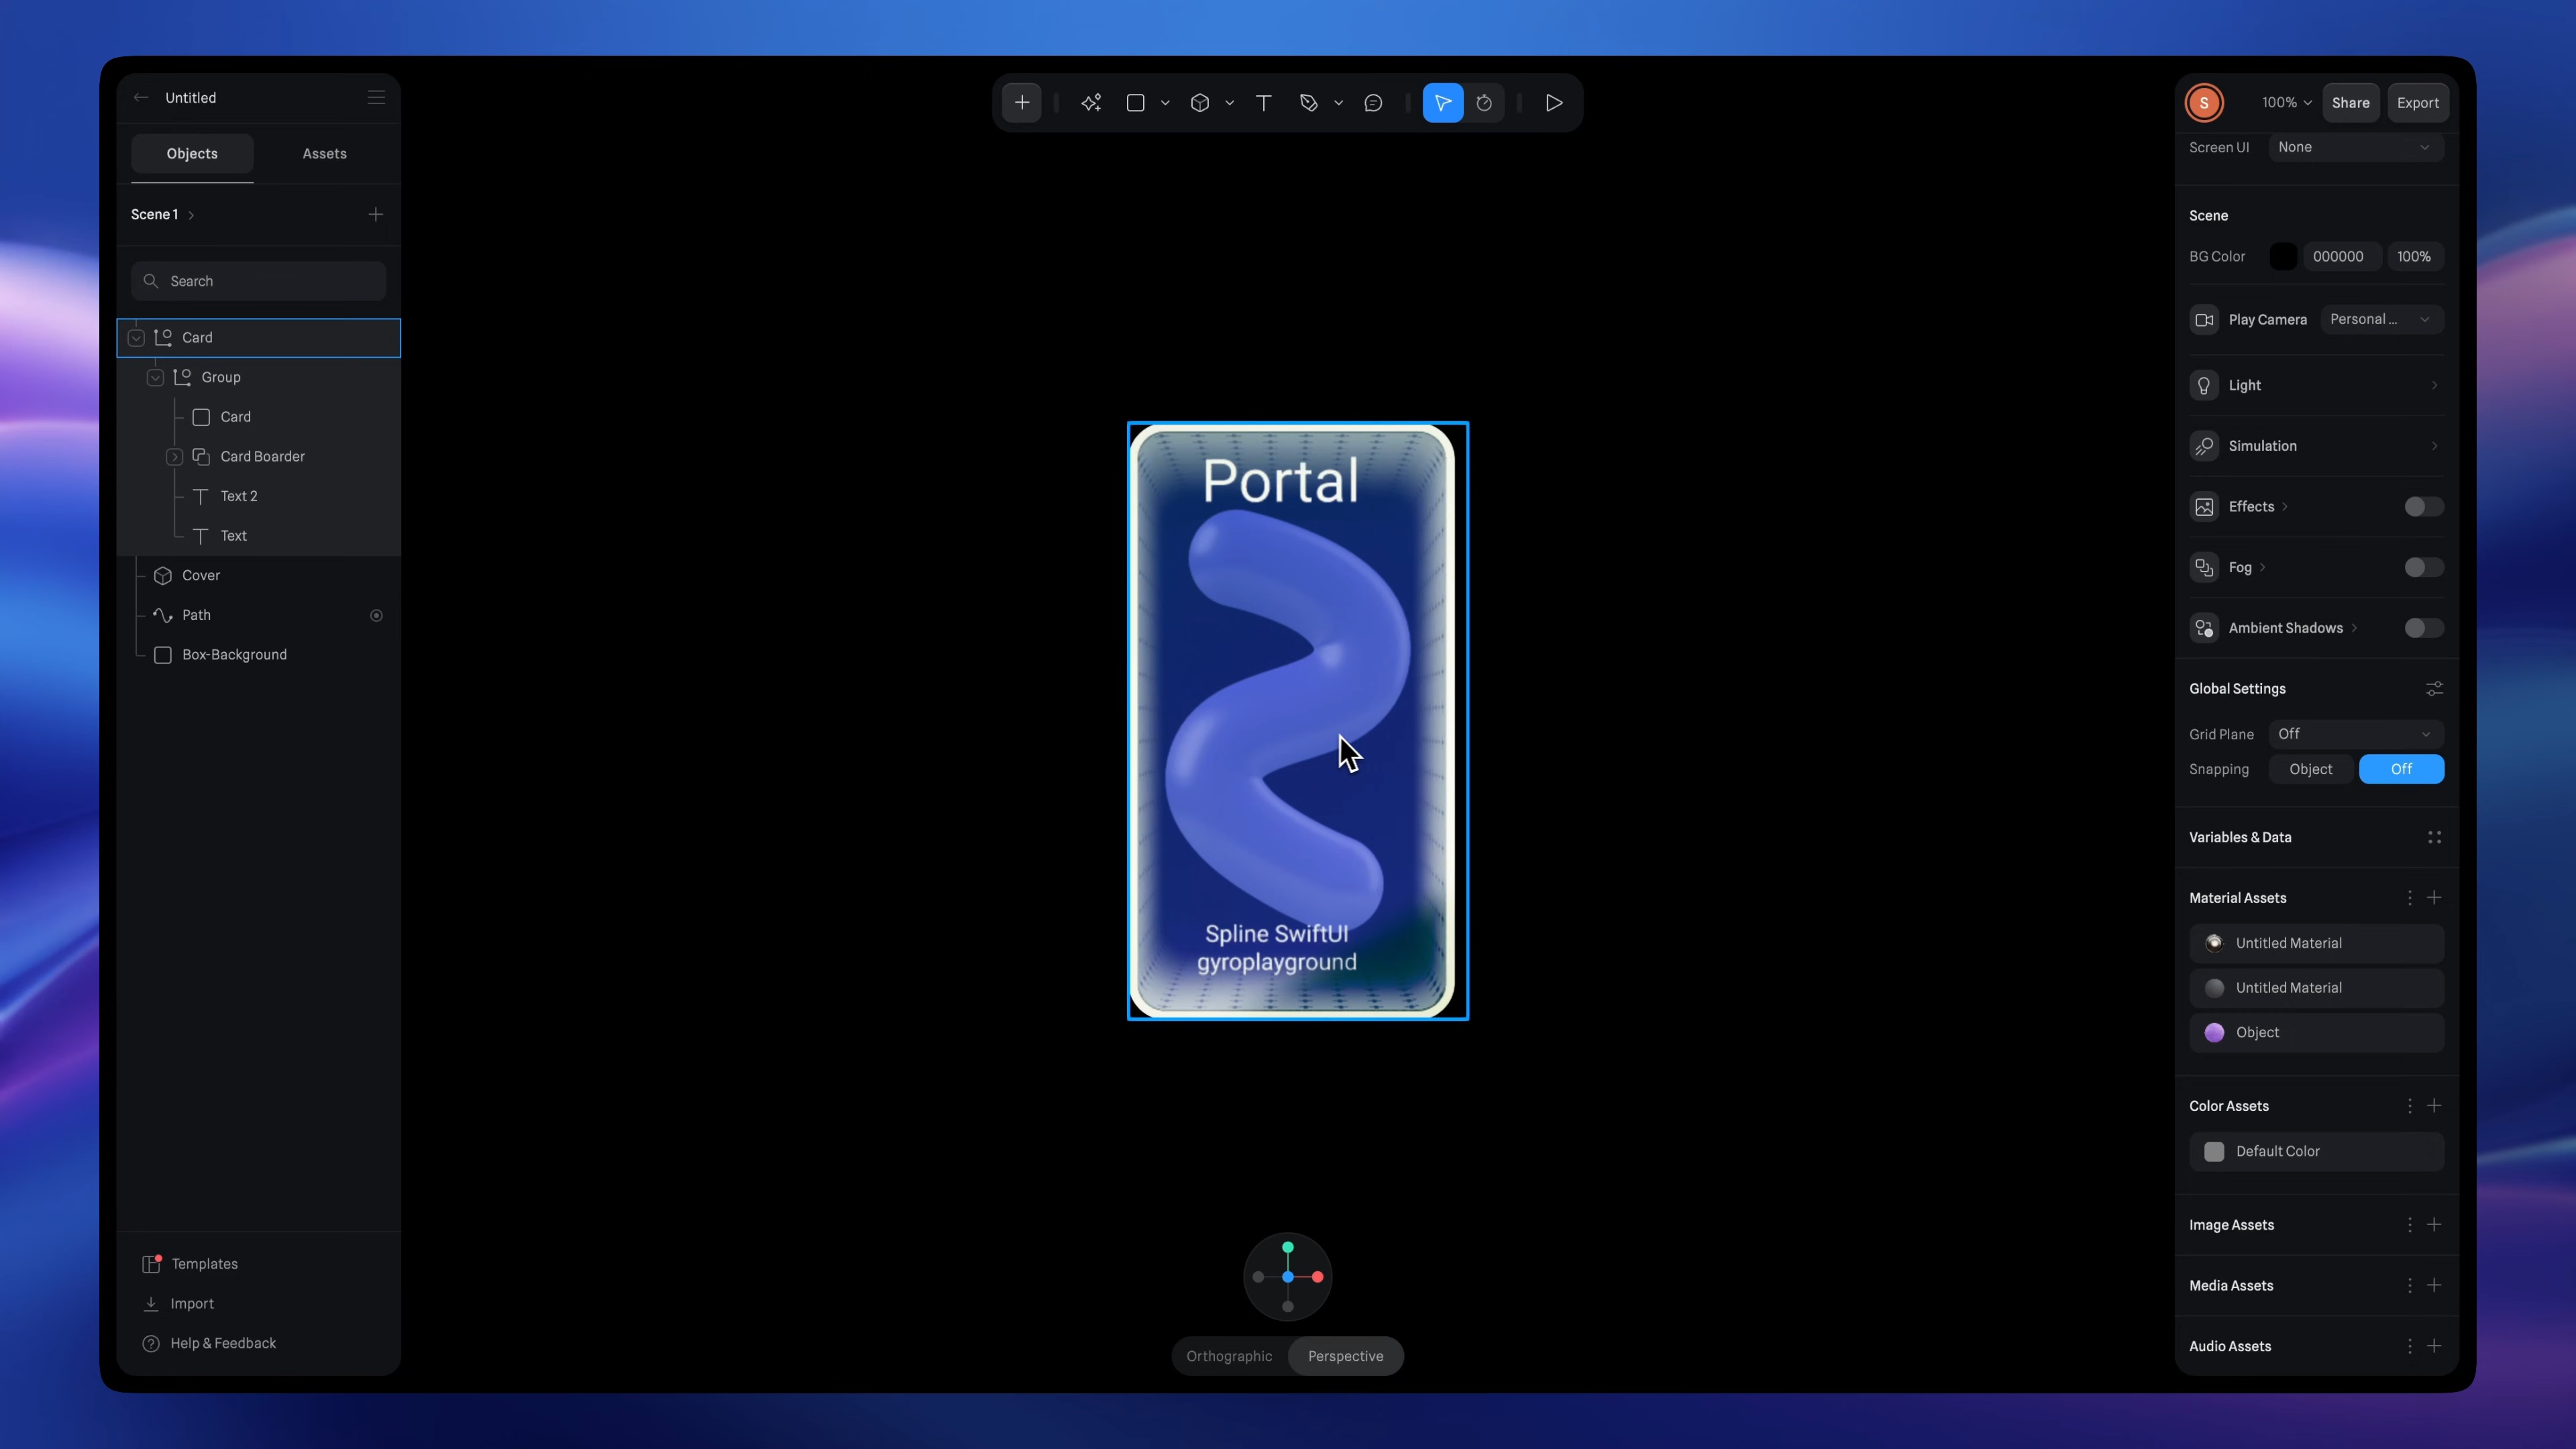 Untitled
Objects
Assets
Scene 1
Search
Card
Group
Card
Card Boarder
Text 2
Text
Cover
Path
Box-Background
Templates
Import
Help & Feedback
Portal
Spline SwiftUI
gyroplayground
Orthographic
Perspective
S
100%
Share
Export
Screen UI
None
Scene
BG Color
000000
100%
Play Camera
Personal ...
Light
Simulation
Effects
Fog
Ambient Shadows
Global Settings
Grid Plane
Off
Snapping
Object
Off
Variables & Data
Material Assets
Untitled Material
Untitled Material
Object
Color Assets
Default Color
Image Assets
Media Assets
Audio Assets